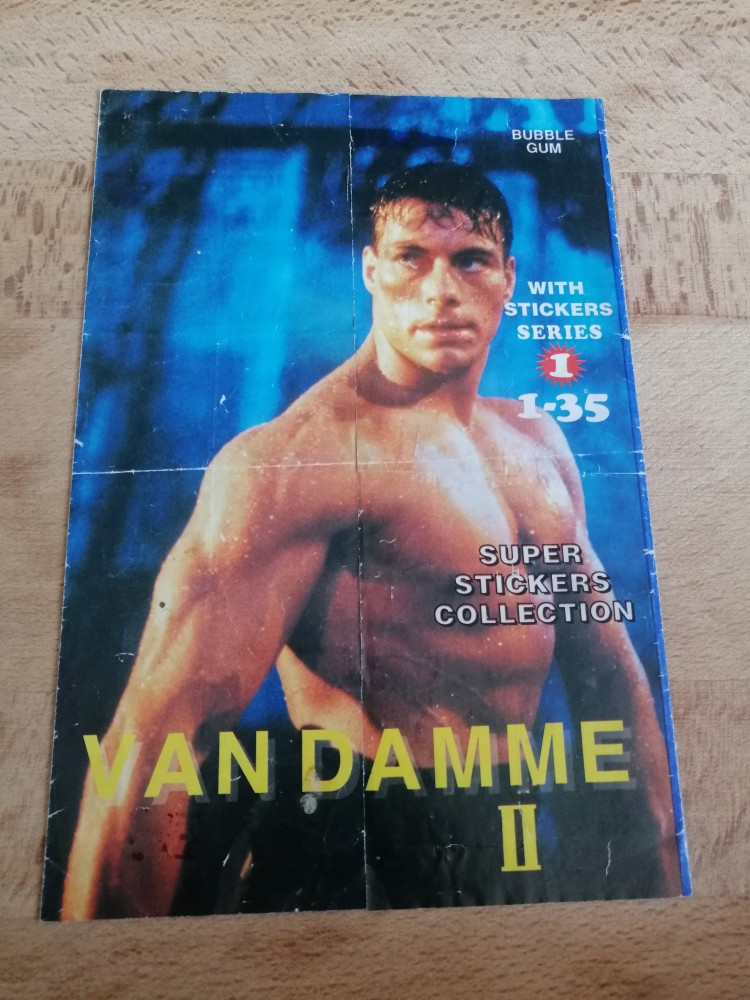 BUBBLE
GUM
WITH
STICKERS
SERIES
1
1-35
SUPER
STICKERS
COLLECTION
VAN DAMME
II